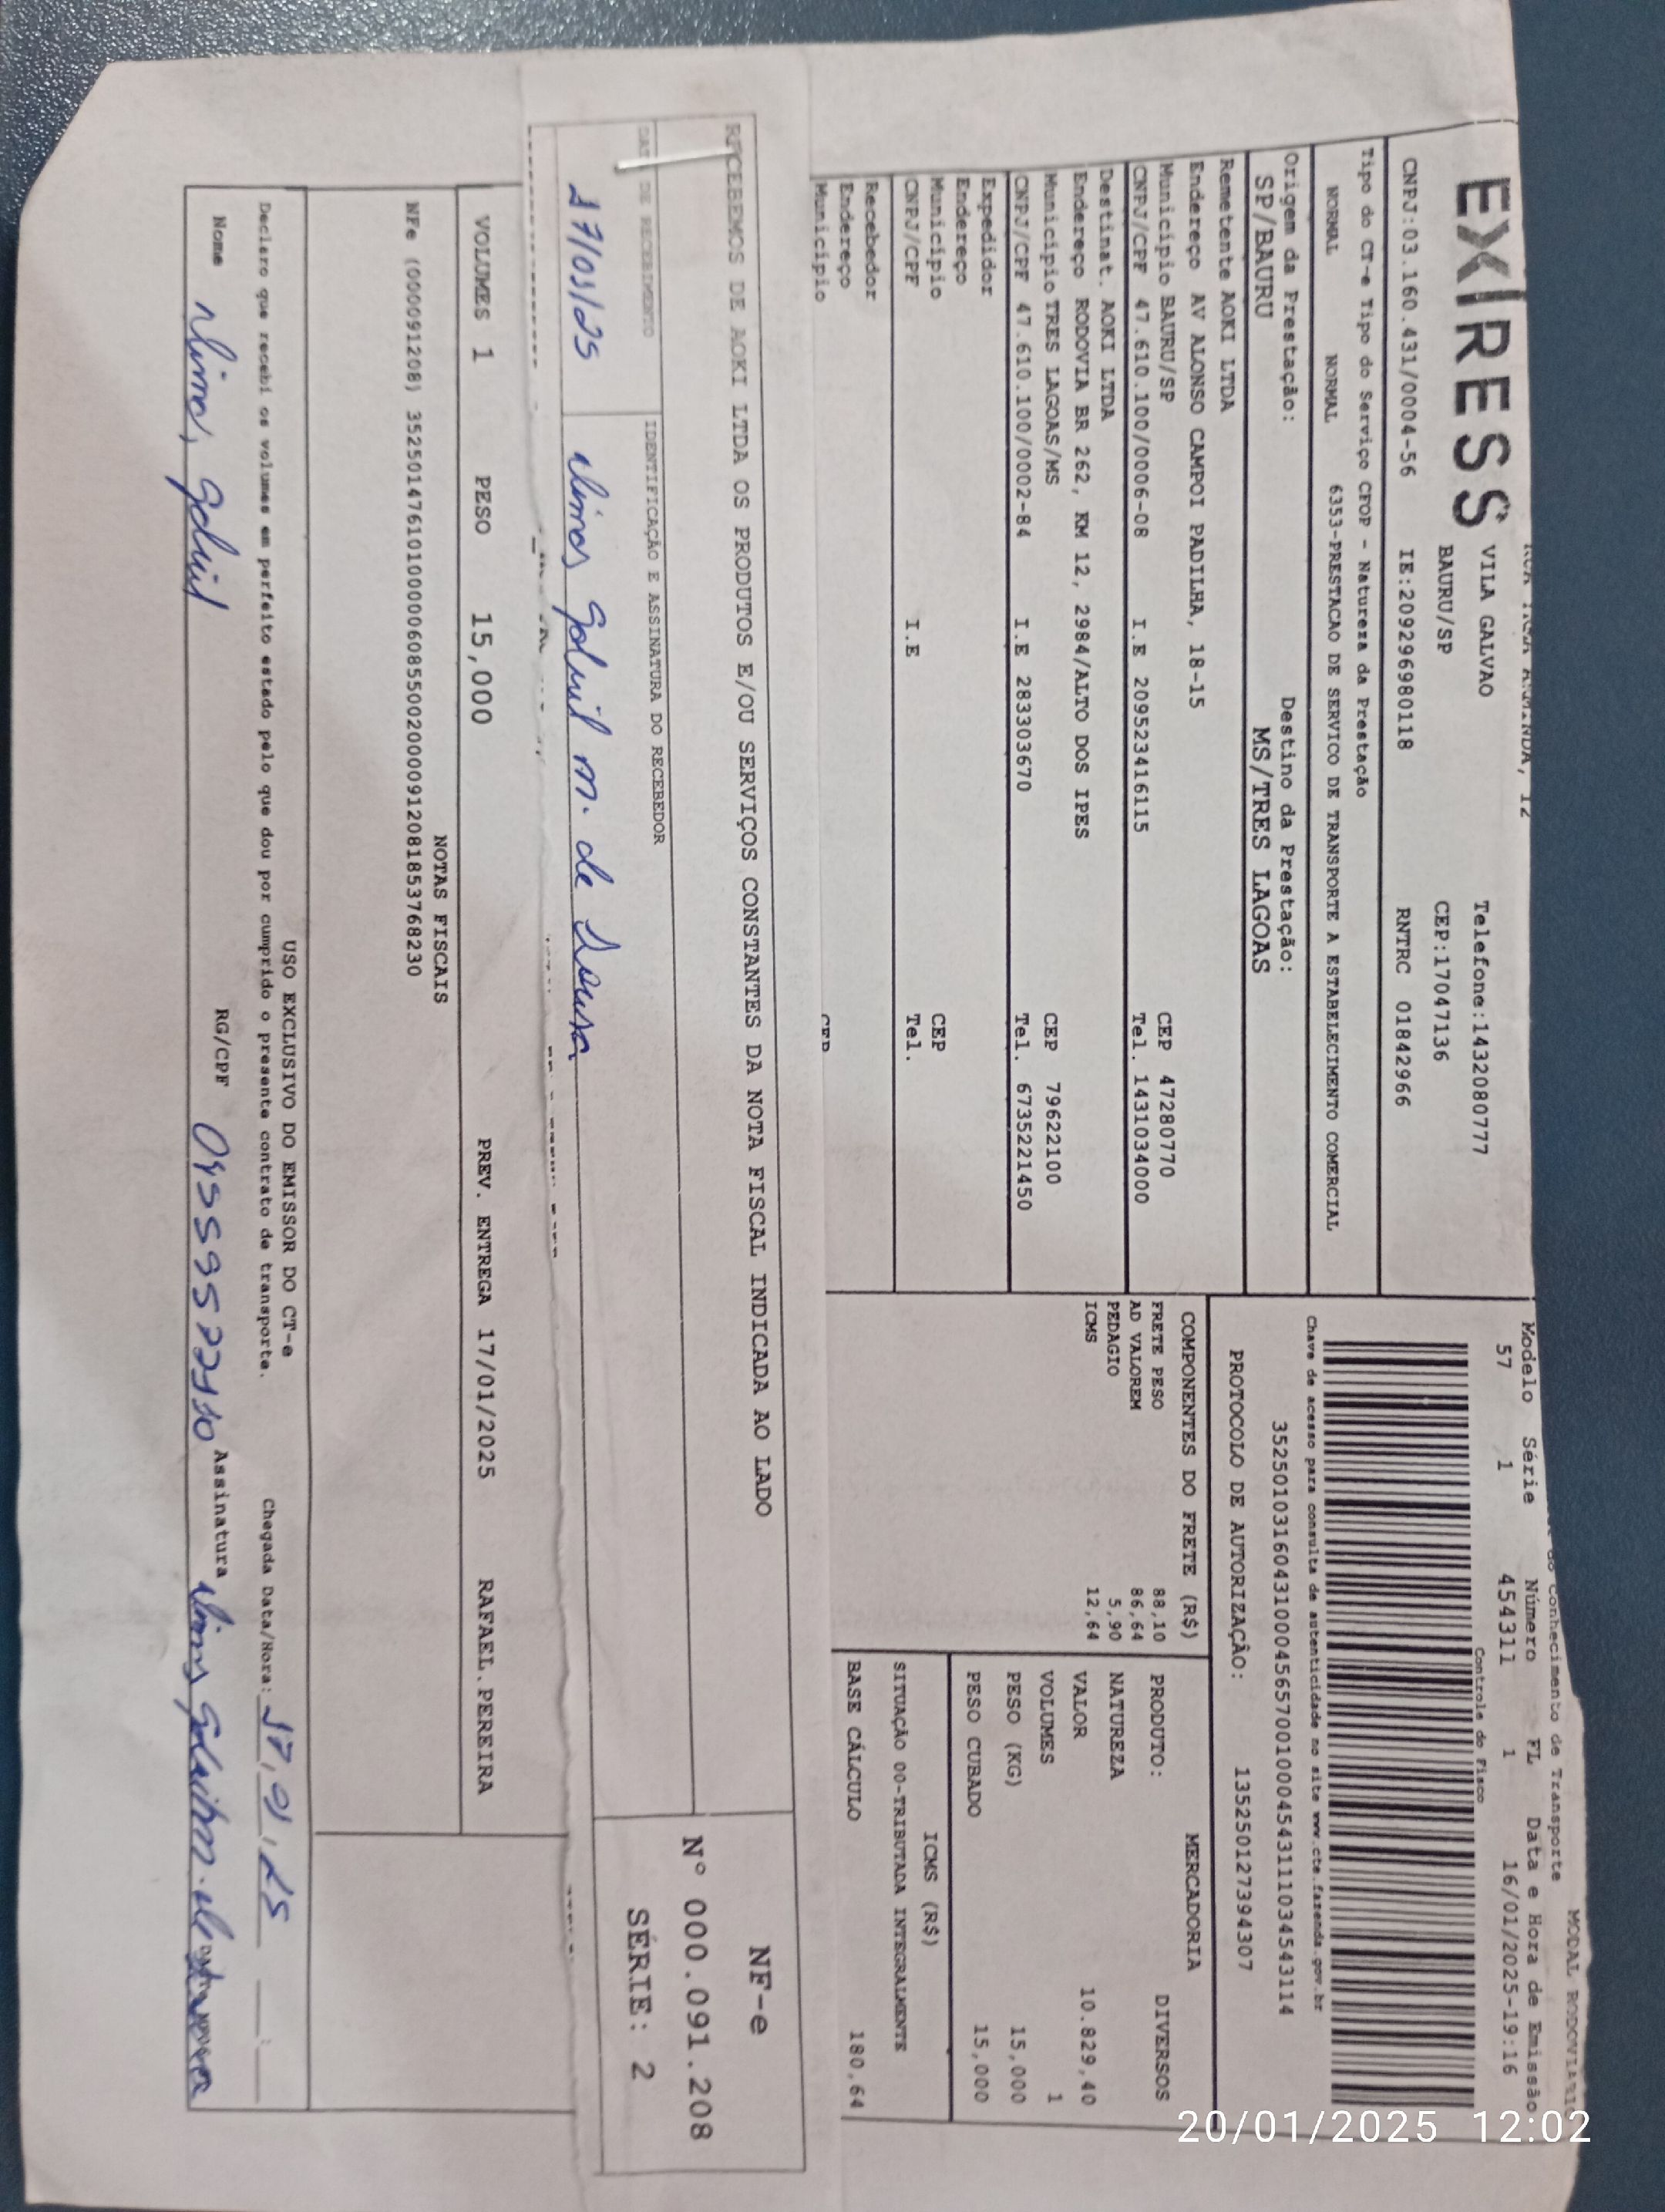 MODAL RODOVIARIO
Conhecimento de Transporte
EXPRESS
VILA GALVAO
Telefone:1432080777
BAURU/SP
CEP:17047136
CNPJ:03.160.431/0004-56 IE:209296980118 RNTRC 01842966
Modelo Série Número FL Data e Hora de Emissão
57 1 454311 1 16/01/2025-19:16
Controle do Fisco
Tipo do CT-e Tipo do Serviço CFOP - Natureza da Prestação
NORMAL NORMAL 6353-PRESTACAO DE SERVICO DE TRANSPORTE A ESTABELECIMENTO COMERCIAL
Chave de acesso para consulta de autenticidade no site www.cte.fazenda.gov.br
35250103160431000456570010004543111034543114
Origem da Prestação: Destino da Prestação:
SP/BAURU MS/TRES LAGOAS
PROTOCOLO DE AUTORIZAÇÃO: 135250127394307
Remetente AOKI LTDA
Endereço AV ALONSO CAMPOI PADILHA, 18-15
Município BAURU/SP CEP 47280770
CNPJ/CPF 47.610.100/0006-08 I.E 209523416115 Tel. 1431034000
Destinat. AOKI LTDA
Endereço RODOVIA BR 262, KM 12, 2984/ALTO DOS IPES
Município TRES LAGOAS/MS CEP 79622100
CNPJ/CPF 47.610.100/0002-84 I.E 283303670 Tel. 6735221450
Expedidor
Endereço
Município CEP
CNPJ/CPF I.E Tel.
Recebedor
Endereço
Município CEP
COMPONENTES DO FRETE (R$)
FRETE PESO 88,10
AD VALOREM 86,64
PEDAGIO 5,90
ICMS 12,64
MERCADORIA
PRODUTO: DIVERSOS
NATUREZA
VALOR 10.829,40
VOLUMES 1
PESO (KG) 15,000
PESO CUBADO 15,000
ICMS (R$)
SITUAÇÃO 00-TRIBUTADA INTEGRALMENTE
BASE CÁLCULO 180,64
RECEBEMOS DE AOKI LTDA OS PRODUTOS E/OU SERVIÇOS CONSTANTES DA NOTA FISCAL INDICADA AO LADO
NF-e
Nº 000.091.208
SÉRIE: 2
DATA DE RECEBIMENTO IDENTIFICAÇÃO E ASSINATURA DO RECEBEDOR
17/01/25 m. de Sousa
VOLUMES 1 PESO 15,000 PREV. ENTREGA 17/01/2025 RAFAEL.PEREIRA
NOTAS FISCAIS
NFe (000091208) 35250147610100000608550020000912081853768230
USO EXCLUSIVO DO EMISSOR DO CT-e
Declaro que recebi os volumes em perfeito estado pelo que dou por cumprido o presente contrato de transporte. Chegada Data/Hora: 17,01,25 __:__
Nome RG/CPF Assinatura
20/01/2025 12:02